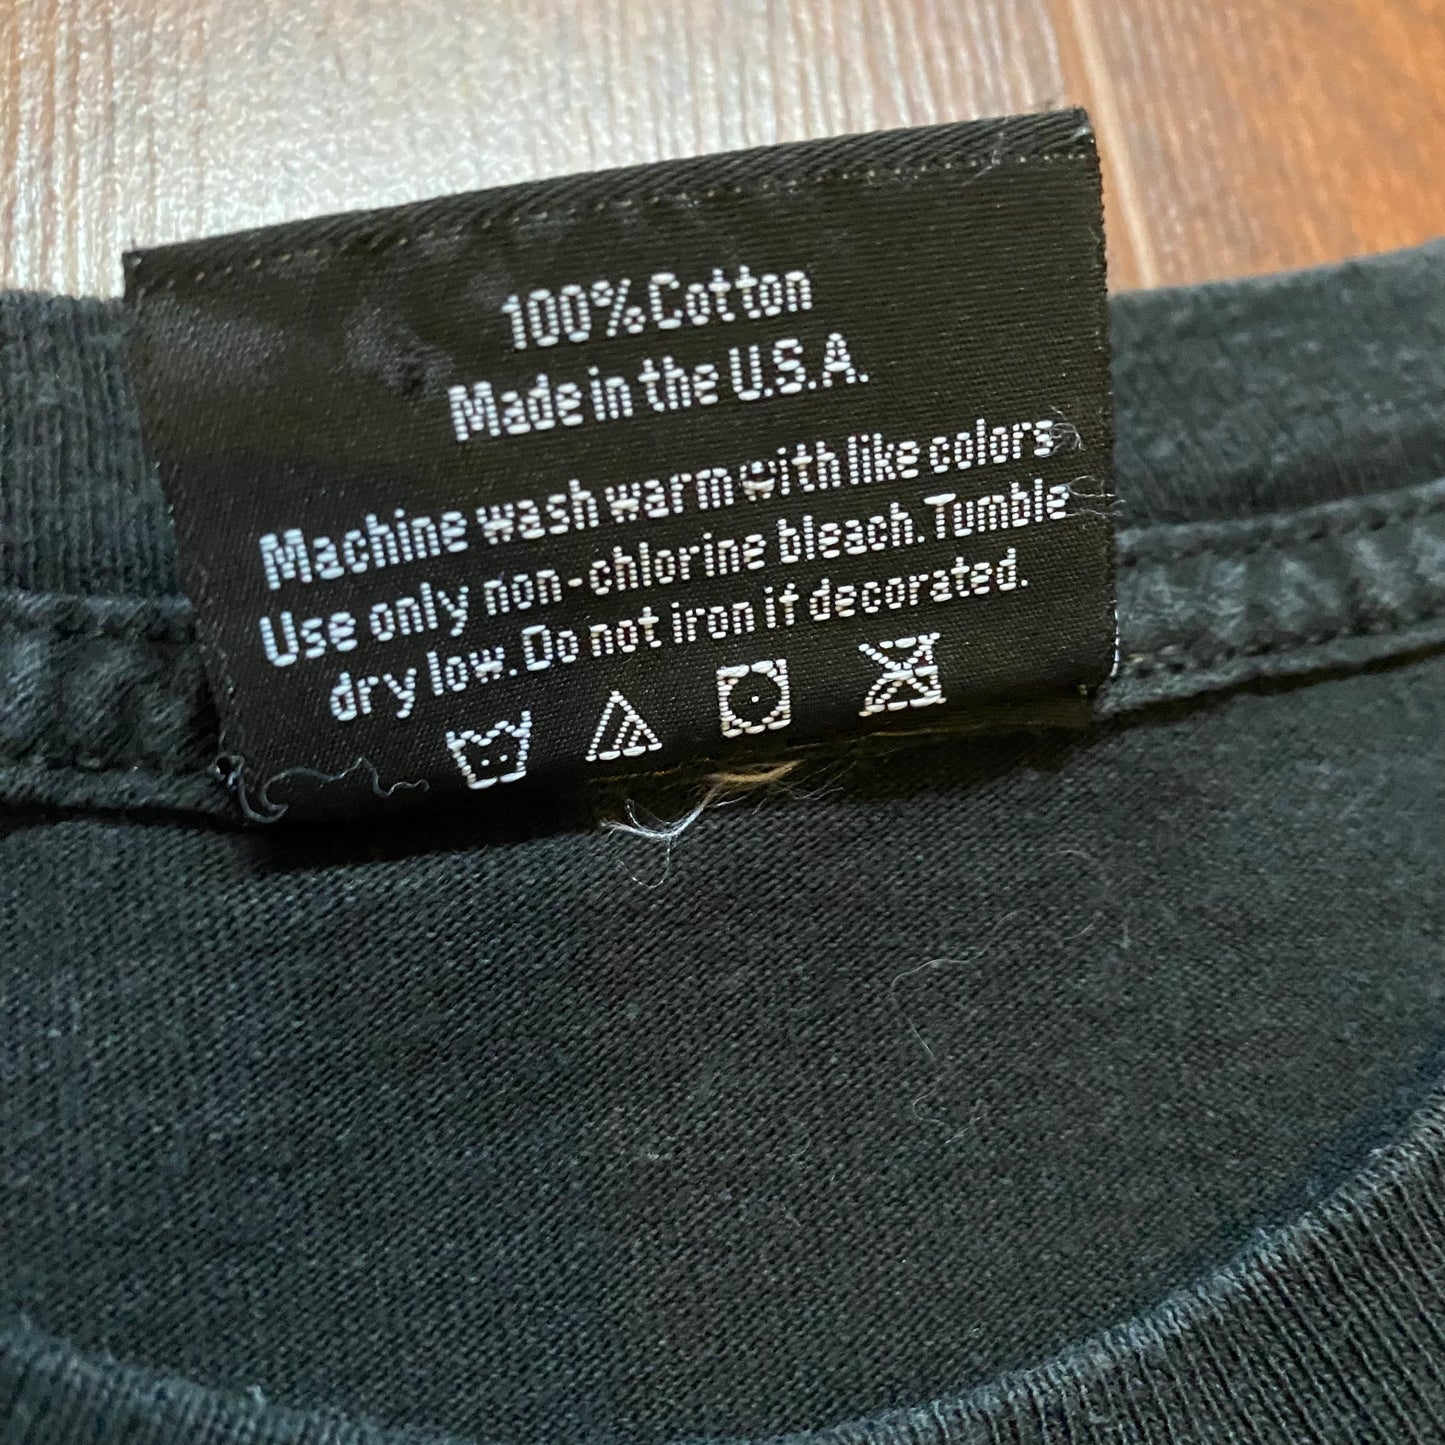 100% Cotton
Made in the U.S.A.
Machine wash warm with like colors
Use only non-chlorine bleach. Tumble
dry low. Do not iron if decorated.